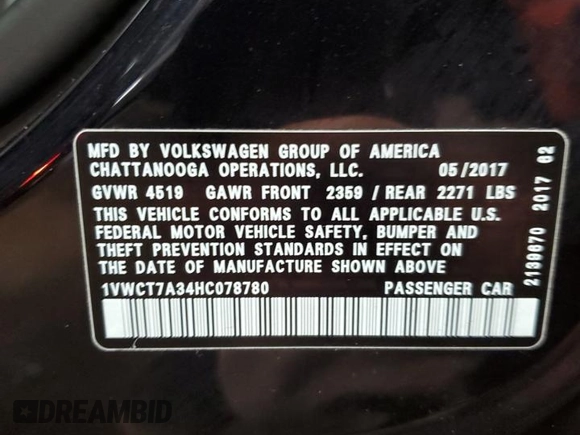 MFD BY VOLKSWAGEN GROUP OF AMERICA
CHATTANOOGA OPERATIONS, LLC. 05/2017
GVWR 4519 GAWR FRONT 2359 / REAR 2271 LBS
THIS VEHICLE CONFORMS TO ALL APPLICABLE U.S.
FEDERAL MOTOR VEHICLE SAFETY, BUMPER AND
THEFT PREVENTION STANDARDS IN EFFECT ON
THE DATE OF MANUFACTURE SHOWN ABOVE
1VWCT7A34HC078780 PASSENGER CAR
2139670 2017 62
DREAMBID